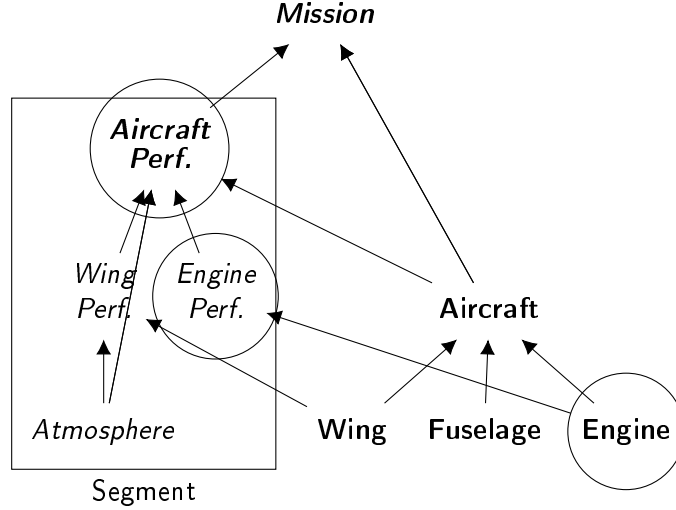 Mission
Aircraft
Perf.
Wing
Perf.
Engine
Perf.
Aircraft
Atmosphere
Wing
Fuselage
Engine
Segment